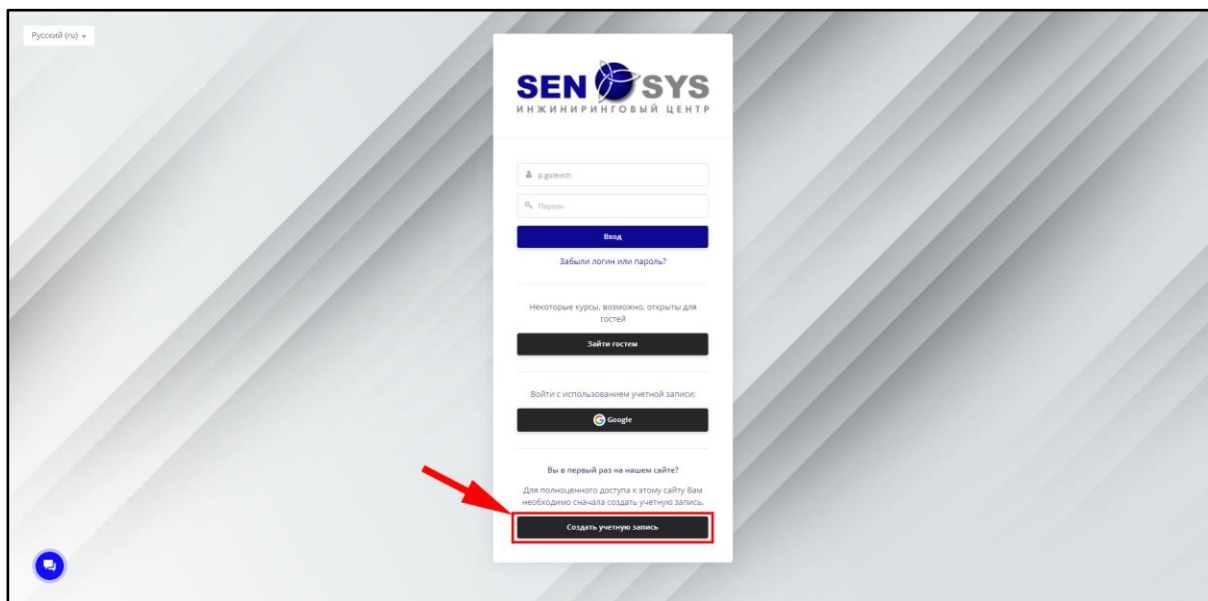 Русский (ru)
SEN SYS
ИНЖИНИРИНГОВЫЙ ЦЕНТР
p.gulevich
Пароль
Вход
Забыли логин или пароль?
Некоторые курсы, возможно, открыты для
гостей
Зайти гостем
Войти с использованием учетной записи:
Google
Вы в первый раз на нашем сайте?
Для полноценного доступа к этому сайту Вам
необходимо сначала создать учетную запись.
Создать учетную запись